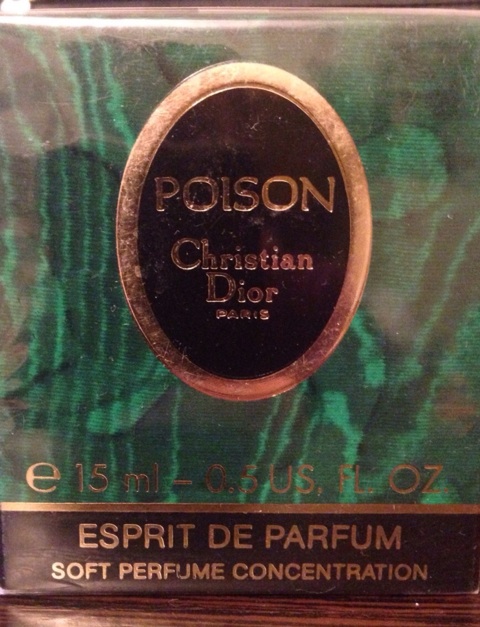 POISON
Christian
Dior
PARIS
e 15 ml - 0.5 US. FL. OZ.
ESPRIT DE PARFUM
SOFT PERFUME CONCENTRATION